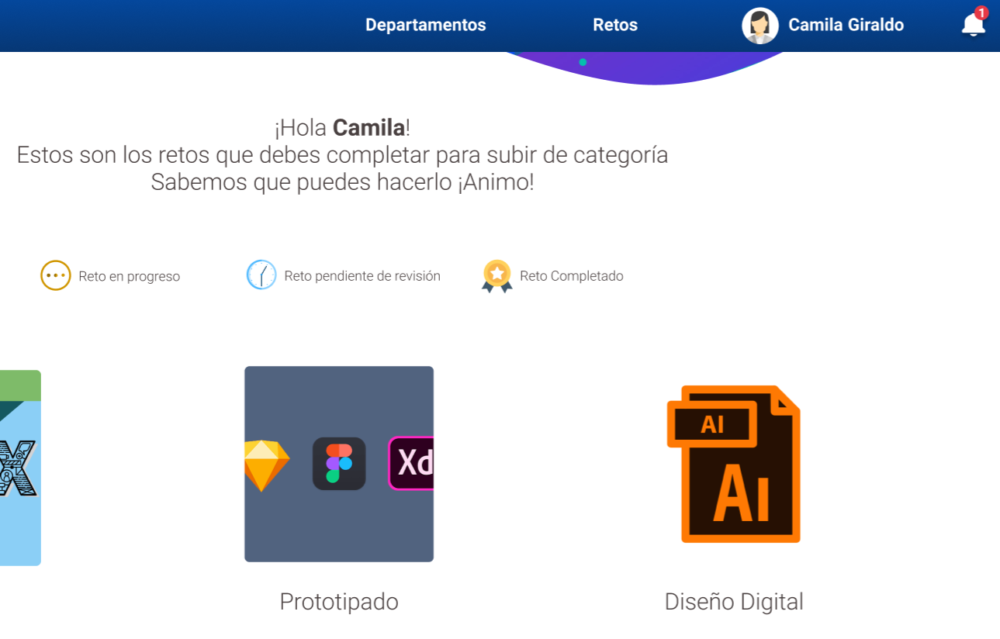 Departamentos
Retos
Camila Giraldo
1
¡Hola Camila!
Estos son los retos que debes completar para subir de categoría
Sabemos que puedes hacerlo ¡Animo!
Reto en progreso
Reto pendiente de revisión
Reto Completado
X
Xd
AI
AI
Prototipado
Diseño Digital